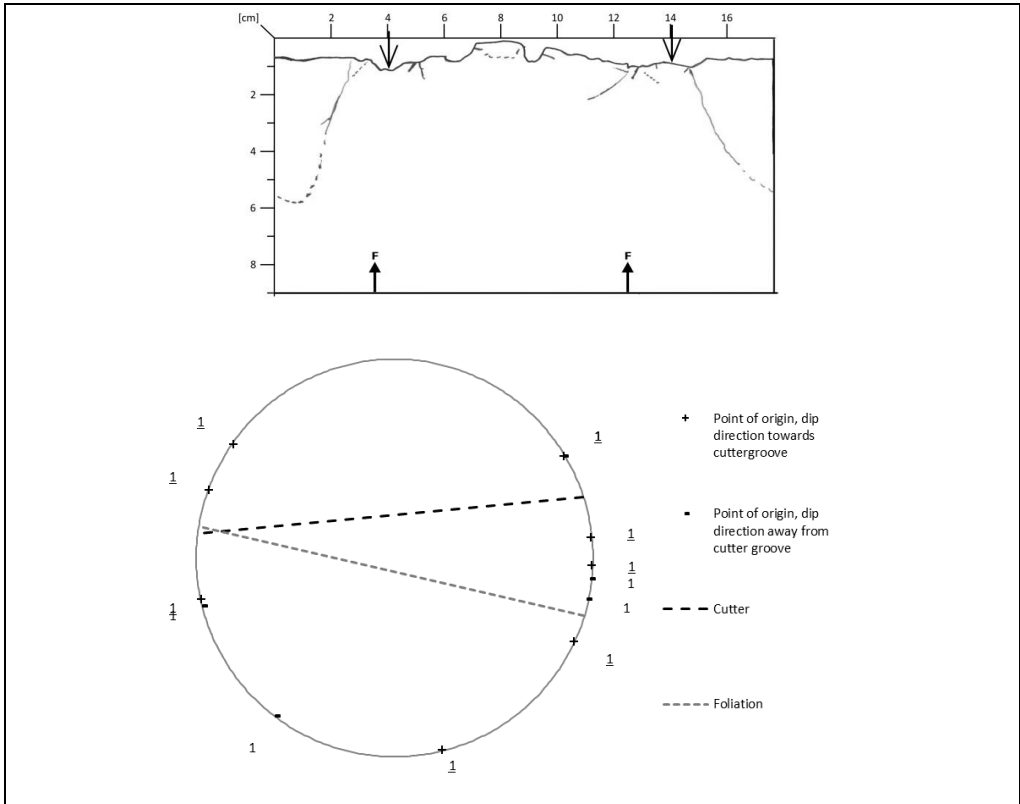 [cm] 2 4 6 8 10 12 14 16
2
4
6
8
F F
1
1
1
1
1
1
1
1
1
1
1
1
1
+ Point of origin, dip
direction towards
cuttergroove
- Point of origin, dip
direction away from
cutter groove
Cutter
Foliation